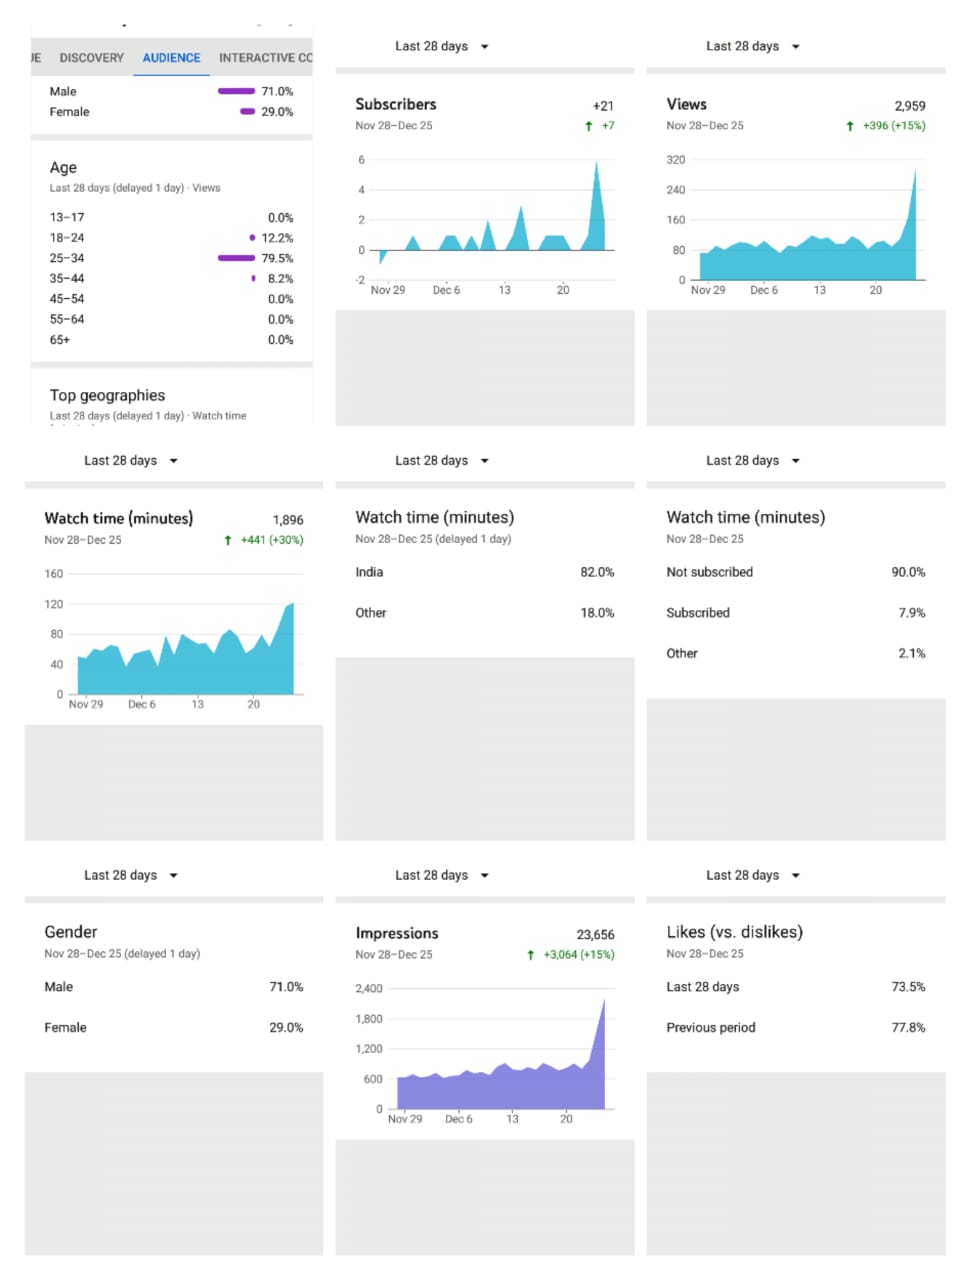 DISCOVERY AUDIENCE INTERACTIVE CO
Male 71.0%
Female 29.0%
Age
Last 28 days (delayed 1 day) · Views
13–17 0.0%
18–24 12.2%
25–34 79.5%
35–44 8.2%
45–54 0.0%
55–64 0.0%
65+ 0.0%
Top geographies
Last 28 days (delayed 1 day) · Watch time
Last 28 days
Subscribers +21
Nov 28–Dec 25 +7
6
4
2
0
-2
Nov 29 Dec 6 13 20
Last 28 days
Views 2,959
Nov 28–Dec 25 +396 (+15%)
320
240
160
80
0
Nov 29 Dec 6 13 20
Last 28 days
Watch time (minutes) 1,896
Nov 28–Dec 25 +441 (+30%)
160
120
80
40
0
Nov 29 Dec 6 13 20
Last 28 days
Watch time (minutes)
Nov 28–Dec 25 (delayed 1 day)
India 82.0%
Other 18.0%
Last 28 days
Watch time (minutes)
Nov 28–Dec 25
Not subscribed 90.0%
Subscribed 7.9%
Other 2.1%
Last 28 days
Gender
Nov 28–Dec 25 (delayed 1 day)
Male 71.0%
Female 29.0%
Last 28 days
Impressions 23,656
Nov 28–Dec 25 +3,064 (+15%)
2,400
1,800
1,200
600
0
Nov 29 Dec 6 13 20
Last 28 days
Likes (vs. dislikes)
Nov 28–Dec 25
Last 28 days 73.5%
Previous period 77.8%